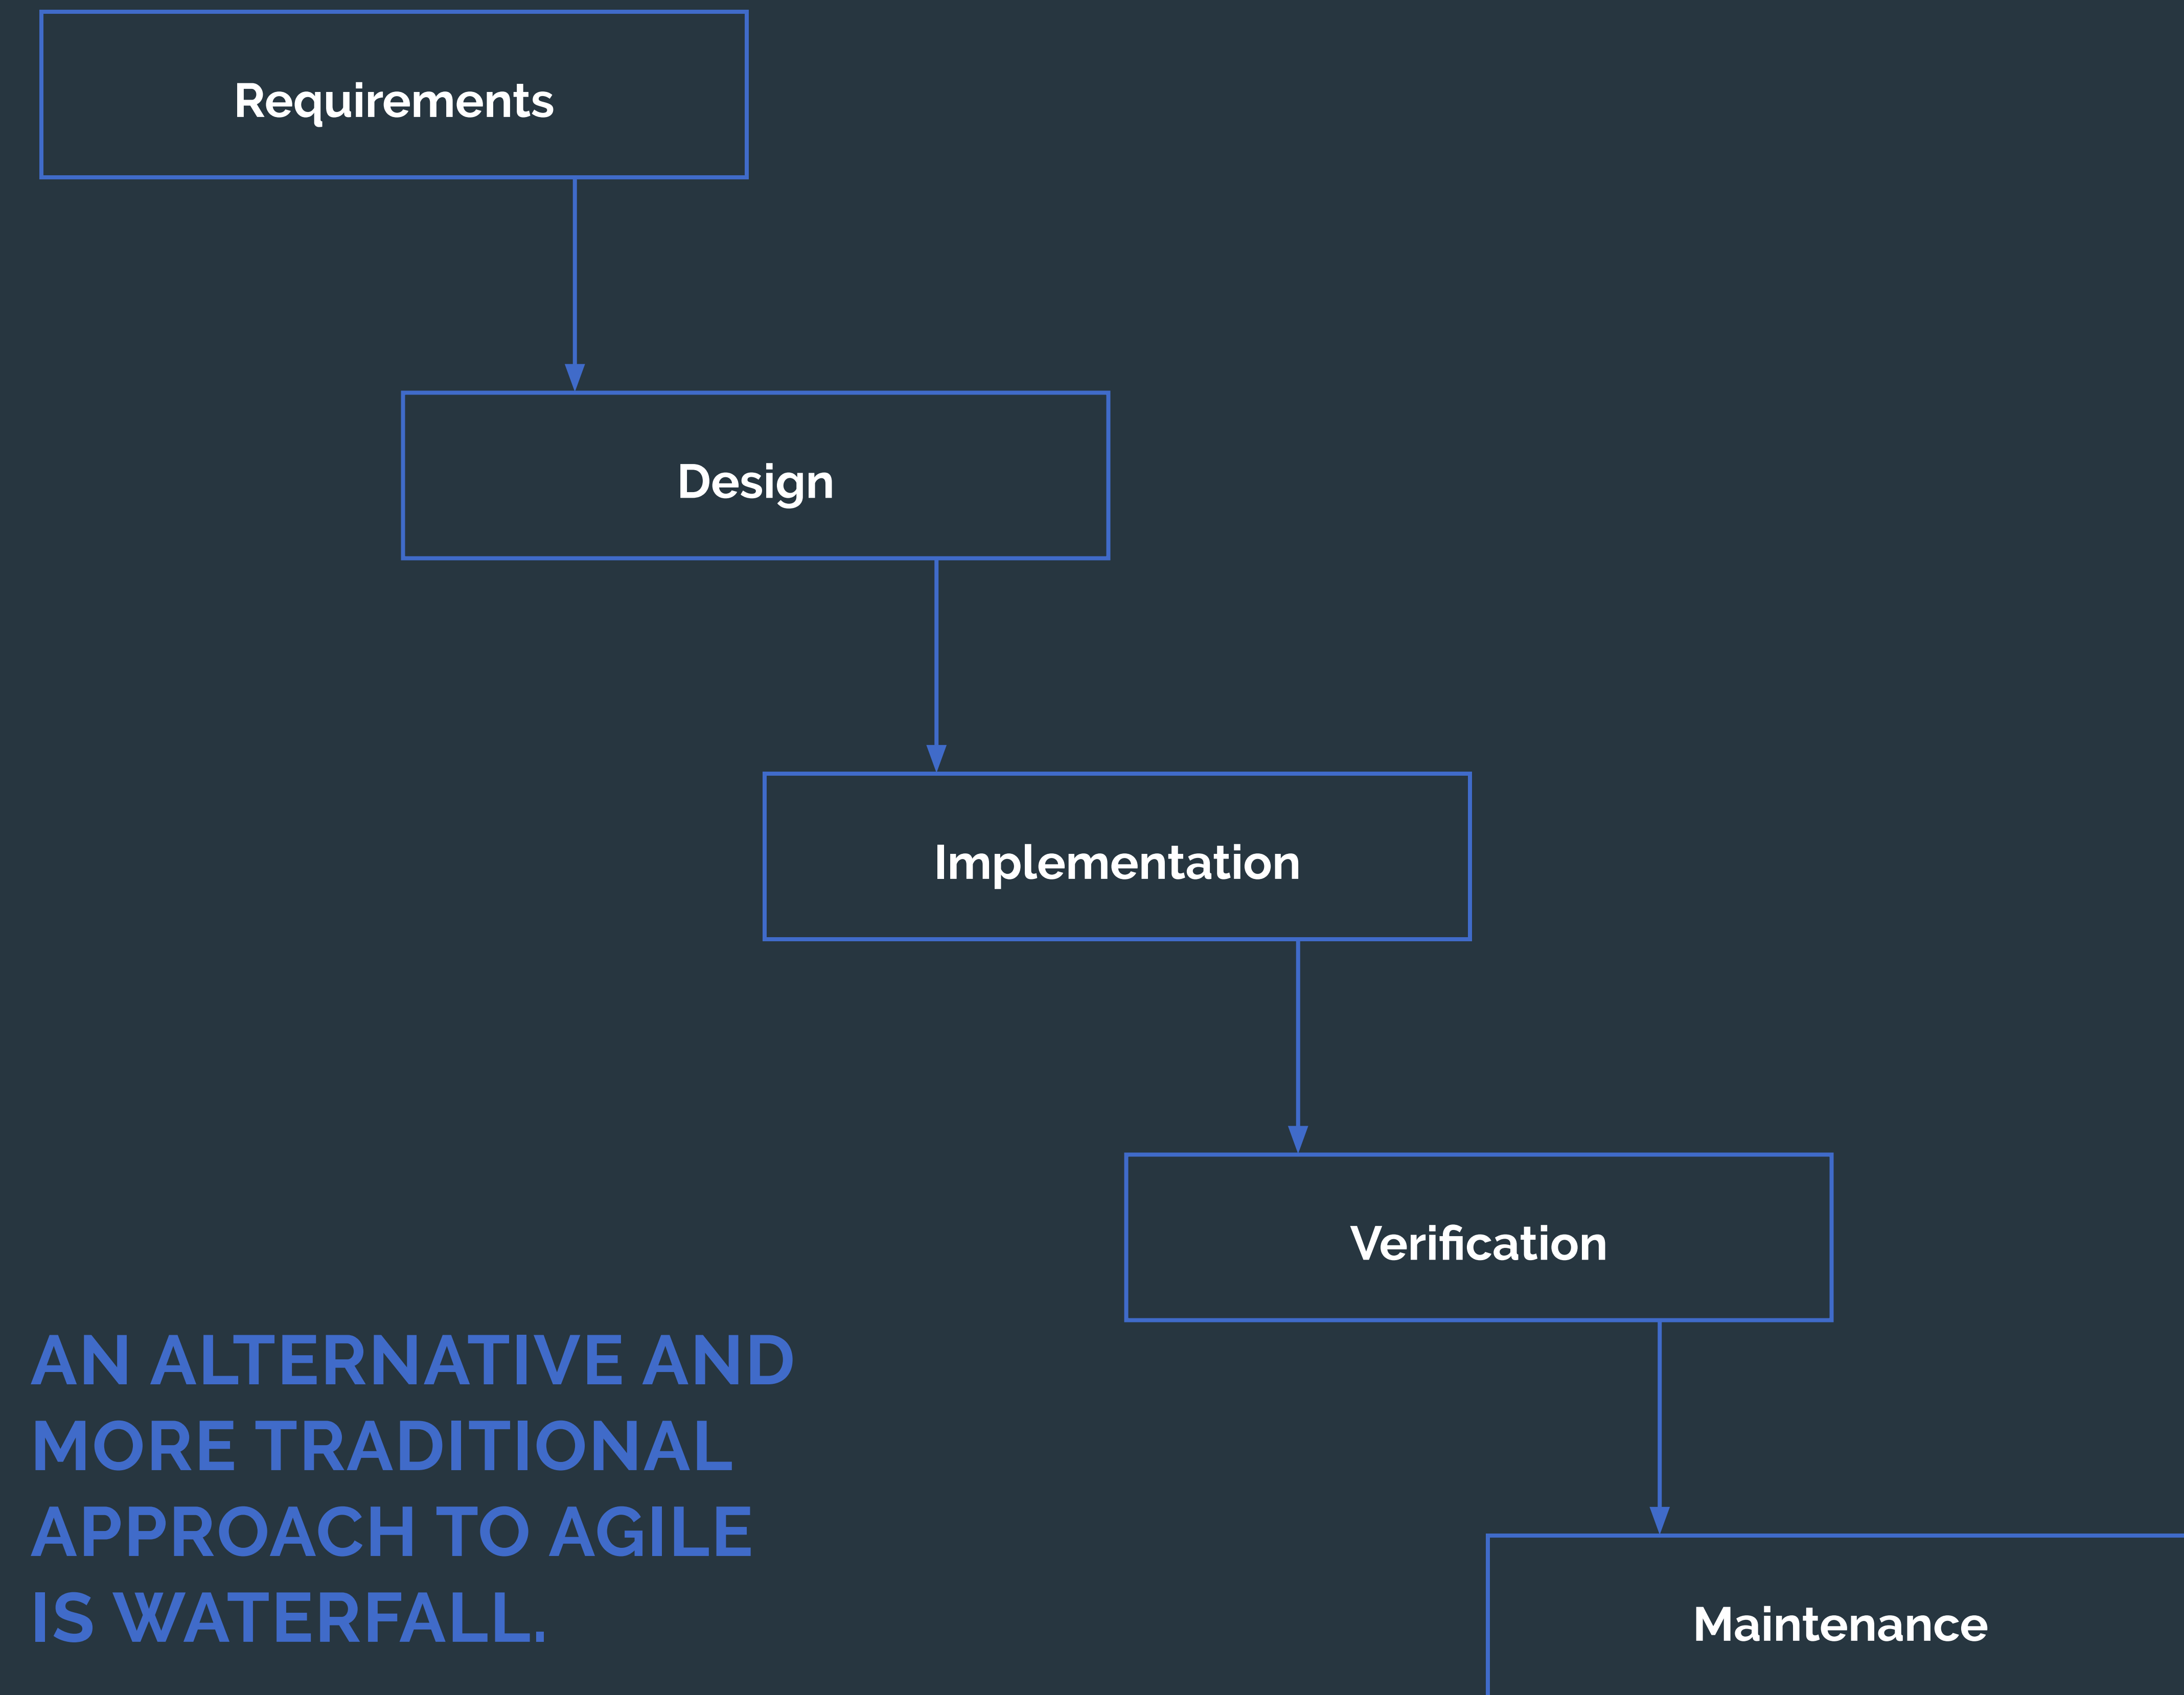 Requirements
Design
Implementation
Verification
AN ALTERNATIVE AND
MORE TRADITIONAL
APPROACH TO AGILE
IS WATERFALL.
Maintenance